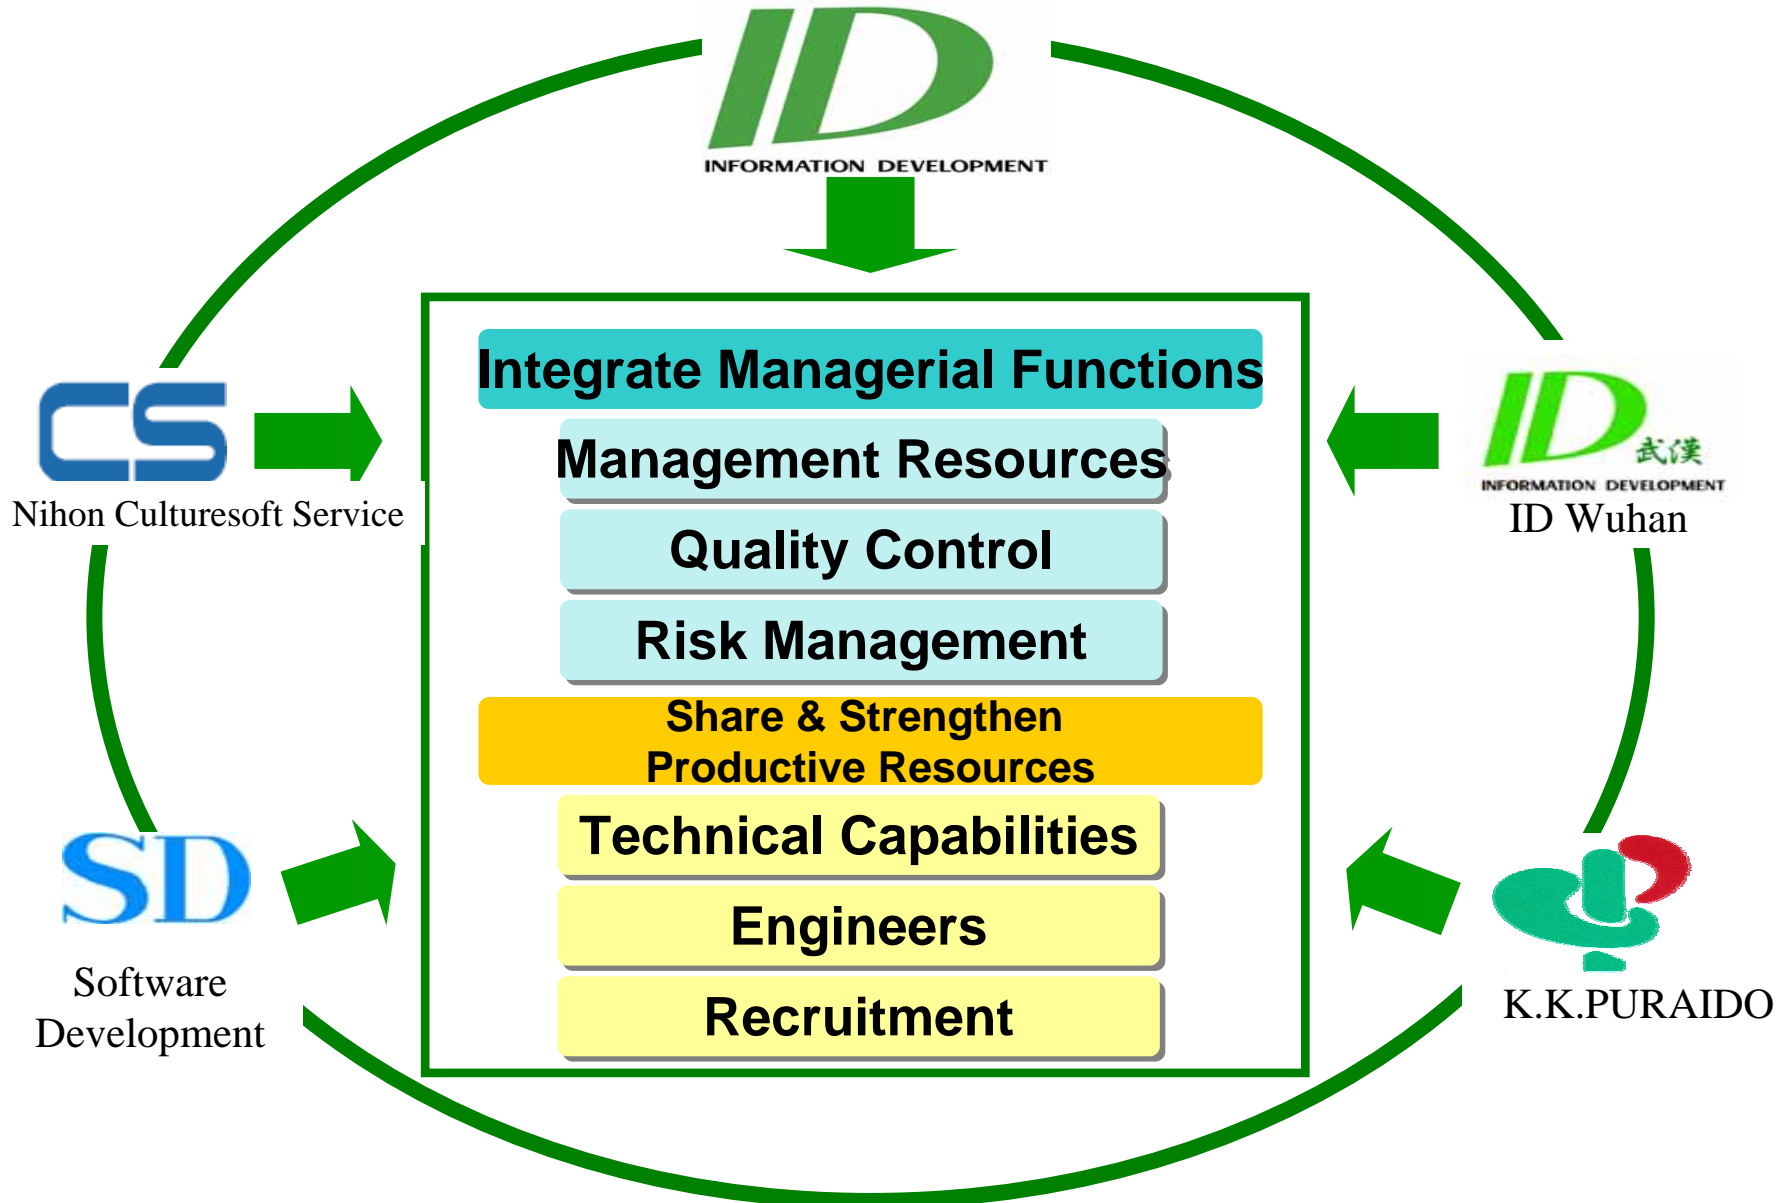 ID
INFORMATION DEVELOPMENT
Integrate Managerial Functions
Management Resources
Quality Control
Risk Management
Share & Strengthen
Productive Resources
Technical Capabilities
Engineers
Recruitment
CS
Nihon Culturesoft Service
SD
Software
Development
ID
武漢
INFORMATION DEVELOPMENT
ID Wuhan
K.K.PURAIDO